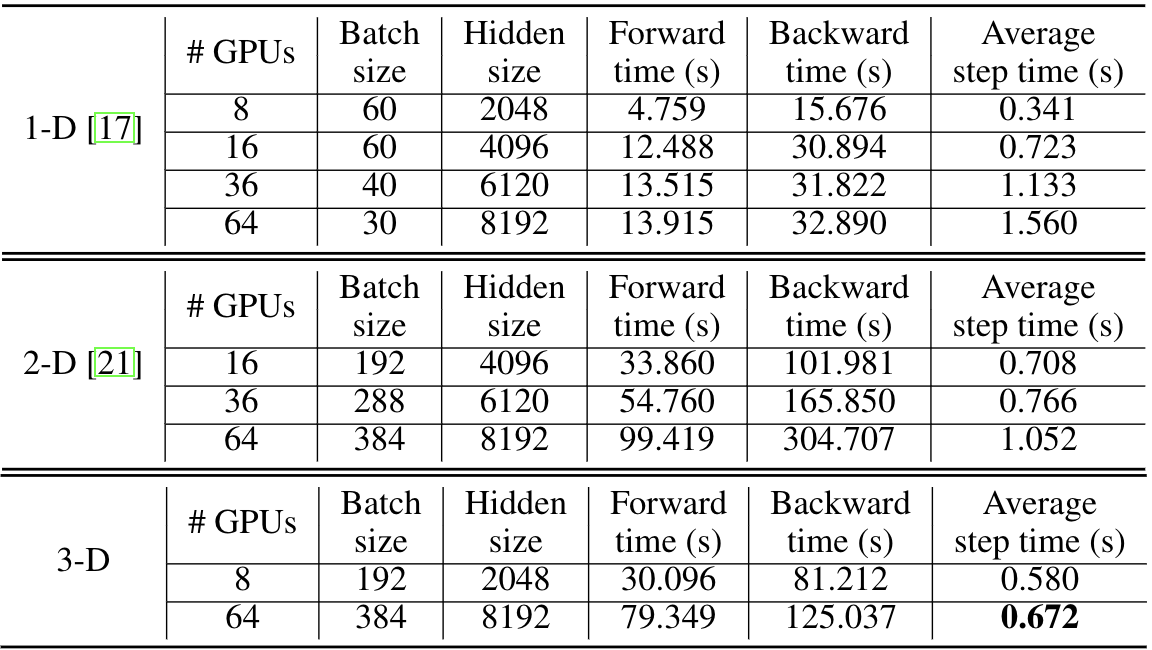 1-D [17] # GPUs Batch size Hidden size Forward time (s) Backward time (s) Average step time (s)
8 60 2048 4.759 15.676 0.341
16 60 4096 12.488 30.894 0.723
36 40 6120 13.515 31.822 1.133
64 30 8192 13.915 32.890 1.560
2-D [21] # GPUs Batch size Hidden size Forward time (s) Backward time (s) Average step time (s)
16 192 4096 33.860 101.981 0.708
36 288 6120 54.760 165.850 0.766
64 384 8192 99.419 304.707 1.052
3-D # GPUs Batch size Hidden size Forward time (s) Backward time (s) Average step time (s)
8 192 2048 30.096 81.212 0.580
64 384 8192 79.349 125.037 0.672